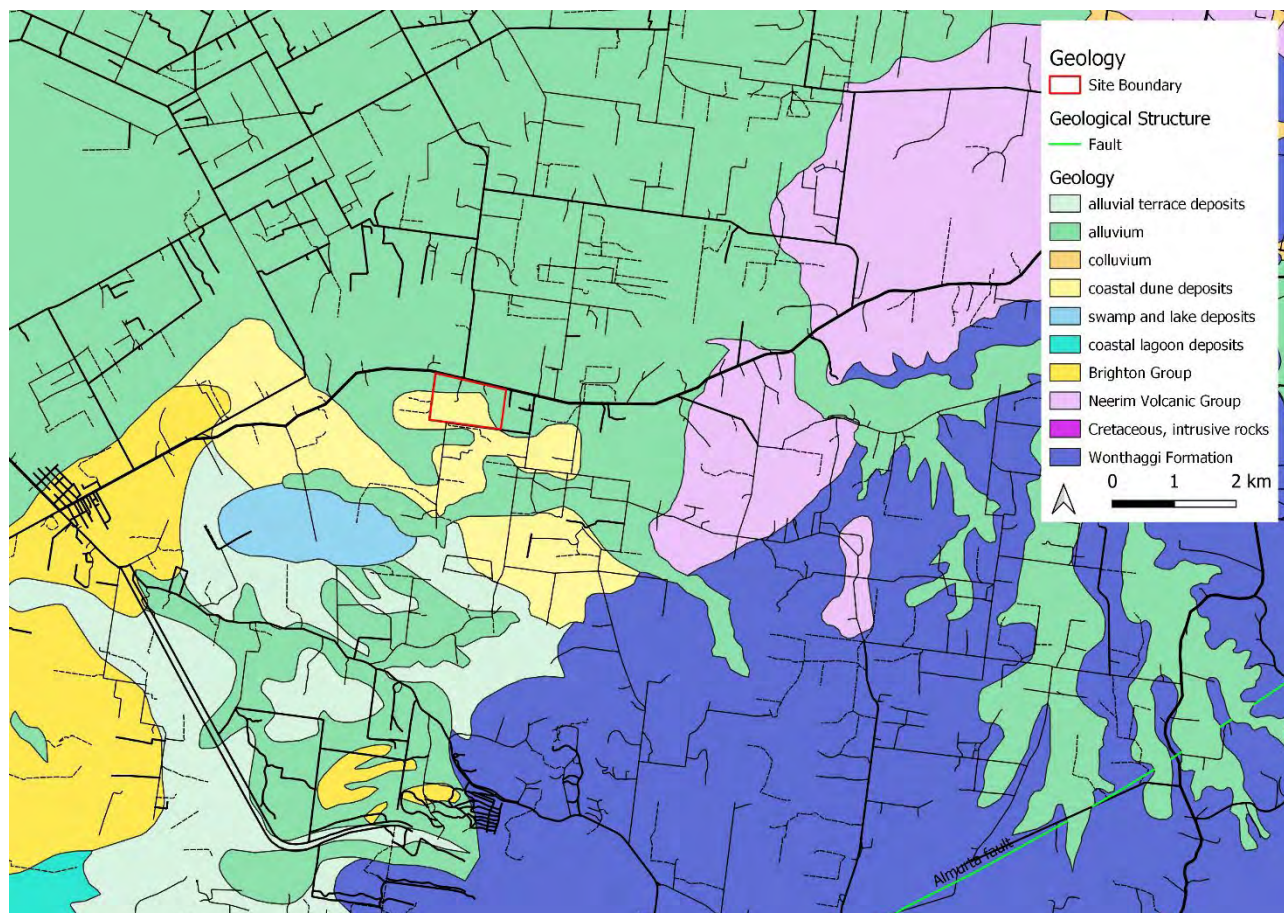 Geology
Site Boundary
Geological Structure
Fault
Geology
alluvial terrace deposits
alluvium
colluvium
coastal dune deposits
swamp and lake deposits
coastal lagoon deposits
Brighton Group
Neerim Volcanic Group
Cretaceous, intrusive rocks
Wonthaggi Formation
0 1 2 km
Almurta fault